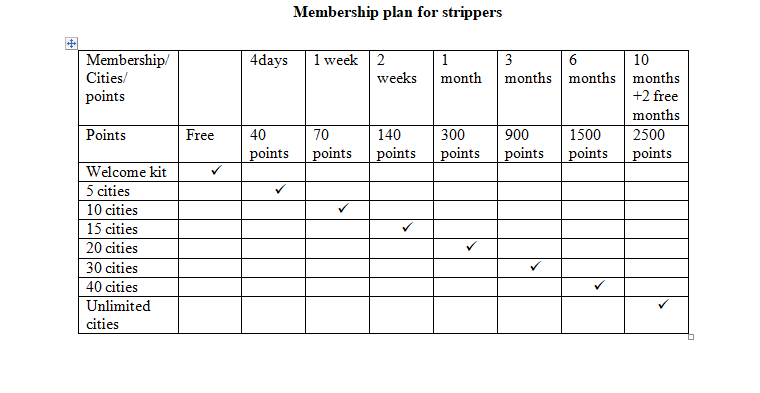 Membership plan for strippers
Membership/ 4days 1 week 2 1 3 6 10
Cities/ weeks month months months months
points +2 free
months
Points Free 40 70 140 300 900 1500 2500
points points points points points points points
Welcome kit ✓
5 cities ✓
10 cities ✓
15 cities ✓
20 cities ✓
30 cities ✓
40 cities ✓
Unlimited ✓
cities